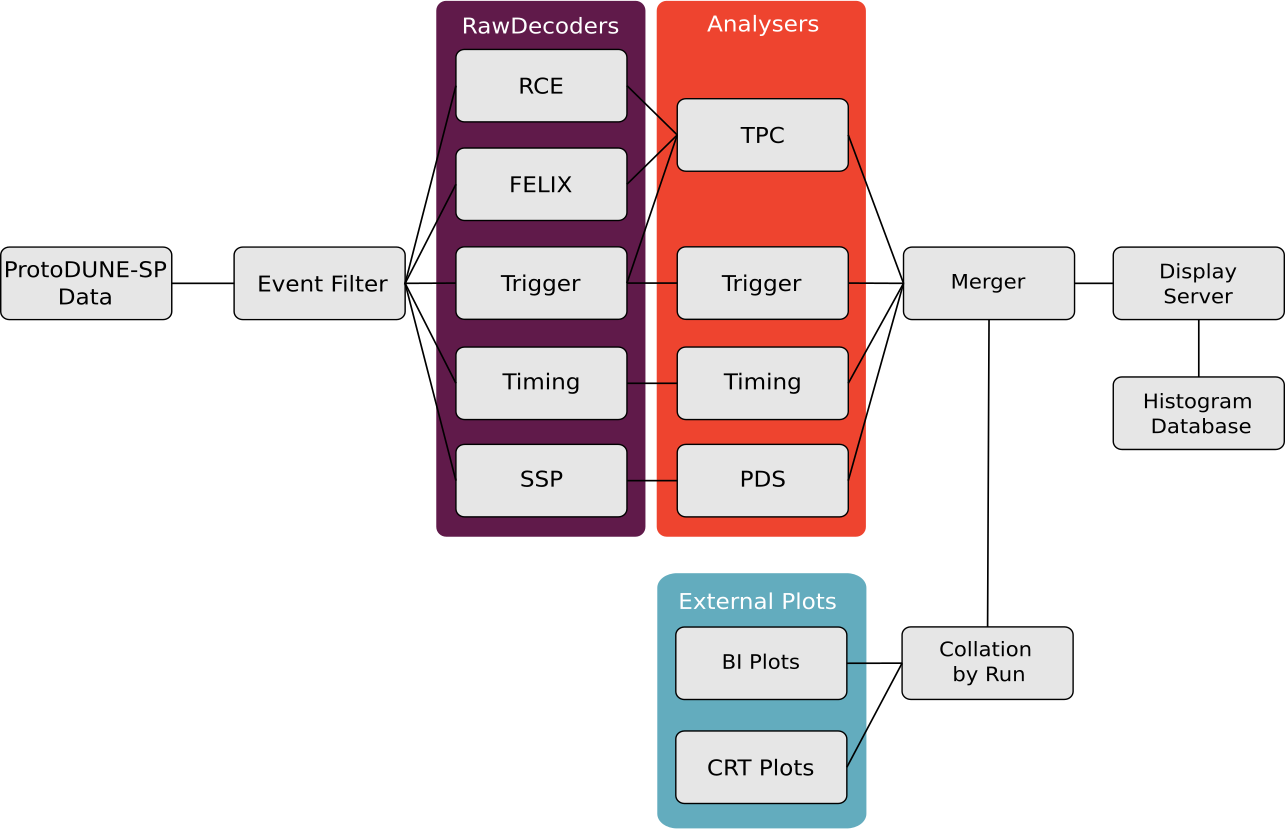 RawDecoders
Analysers
RCE
TPC
FELIX
ProtoDUNE-SP
Data
Event Filter
Trigger
Trigger
Merger
Display
Server
Timing
Timing
Histogram
Database
SSP
PDS
External Plots
BI Plots
Collation
by Run
CRT Plots